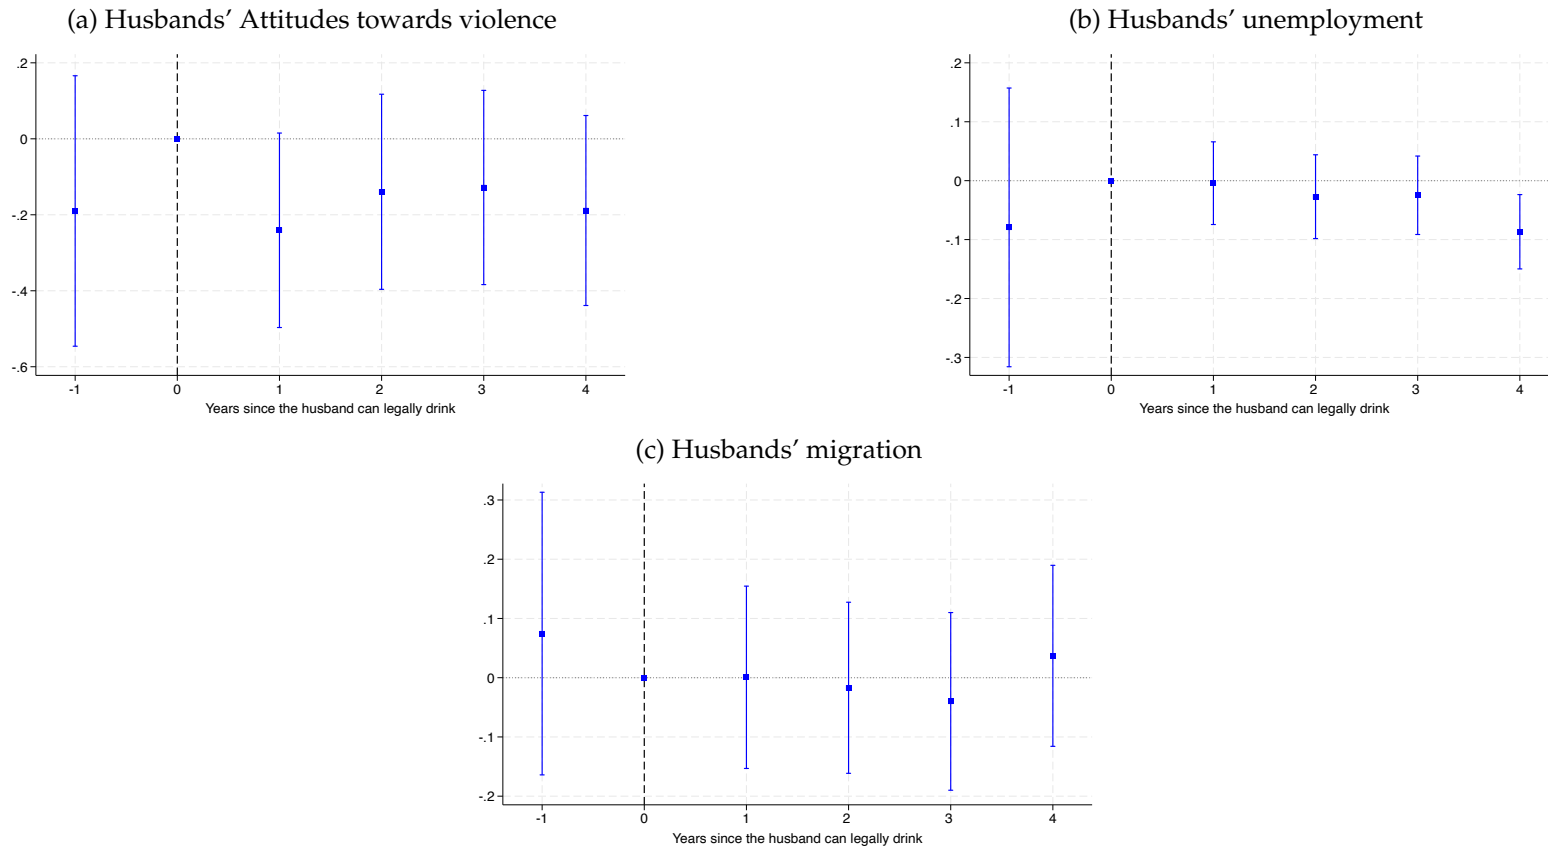 (a) Husbands’ Attitudes towards violence
.2
0
-.2
-.4
-.6
-1 0 1 2 3 4
Years since the husband can legally drink
(b) Husbands’ unemployment
.2
.1
0
-.1
-.2
-.3
-1 0 1 2 3 4
Years since the husband can legally drink
(c) Husbands’ migration
.3
.2
.1
0
-.1
-.2
-1 0 1 2 3 4
Years since the husband can legally drink